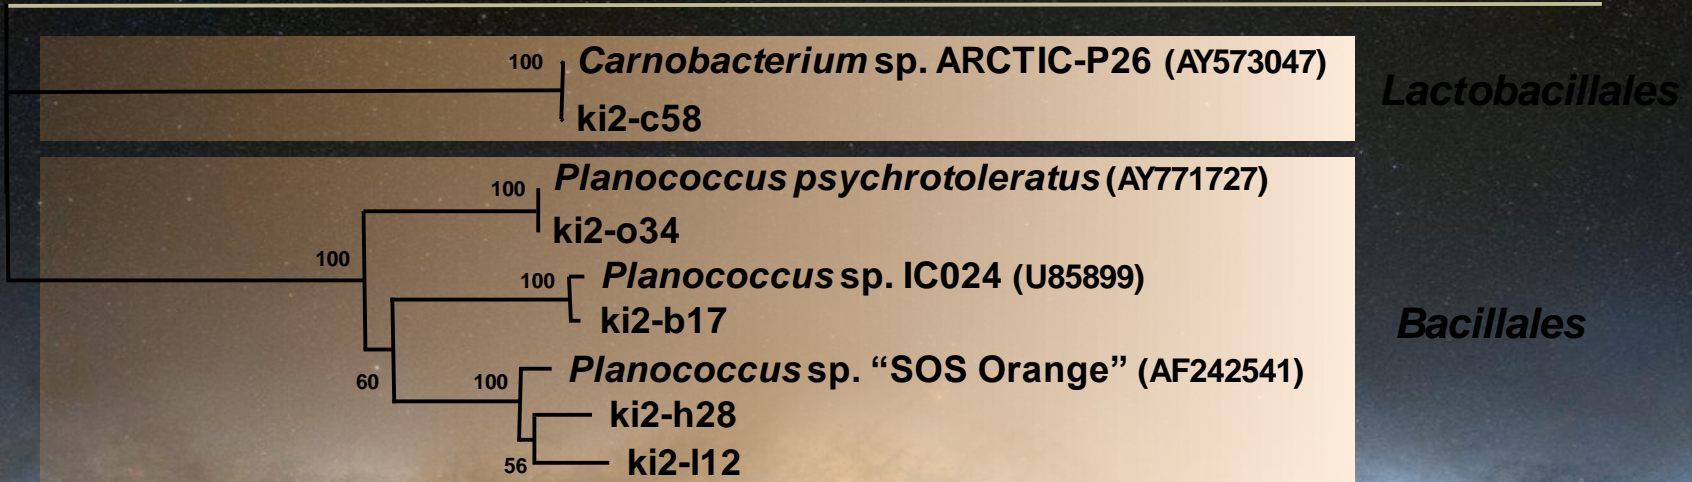 100 Carnobacterium sp. ARCTIC-P26 (AY573047)
ki2-c58
Lactobacillales
100 Planococcus psychrotoleratus (AY771727)
ki2-o34
100
100 Planococcus sp. IC024 (U85899)
ki2-b17
Bacillales
60
100 Planococcus sp. “SOS Orange” (AF242541)
ki2-h28
56 ki2-l12